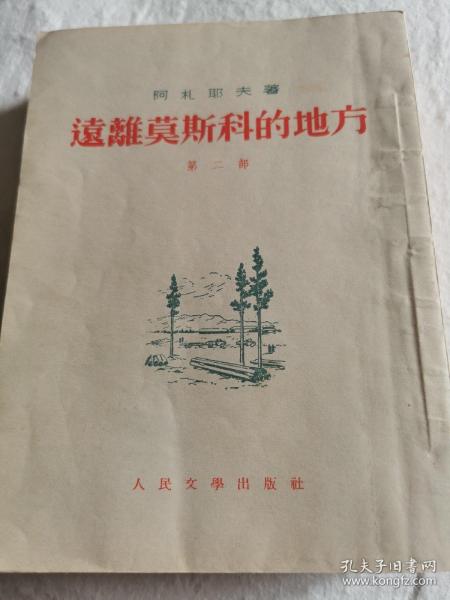 阿札耶夫著
遠離莫斯科的地方
第二部
人民文學出版社
孔夫子旧书网
www.kongfz.com